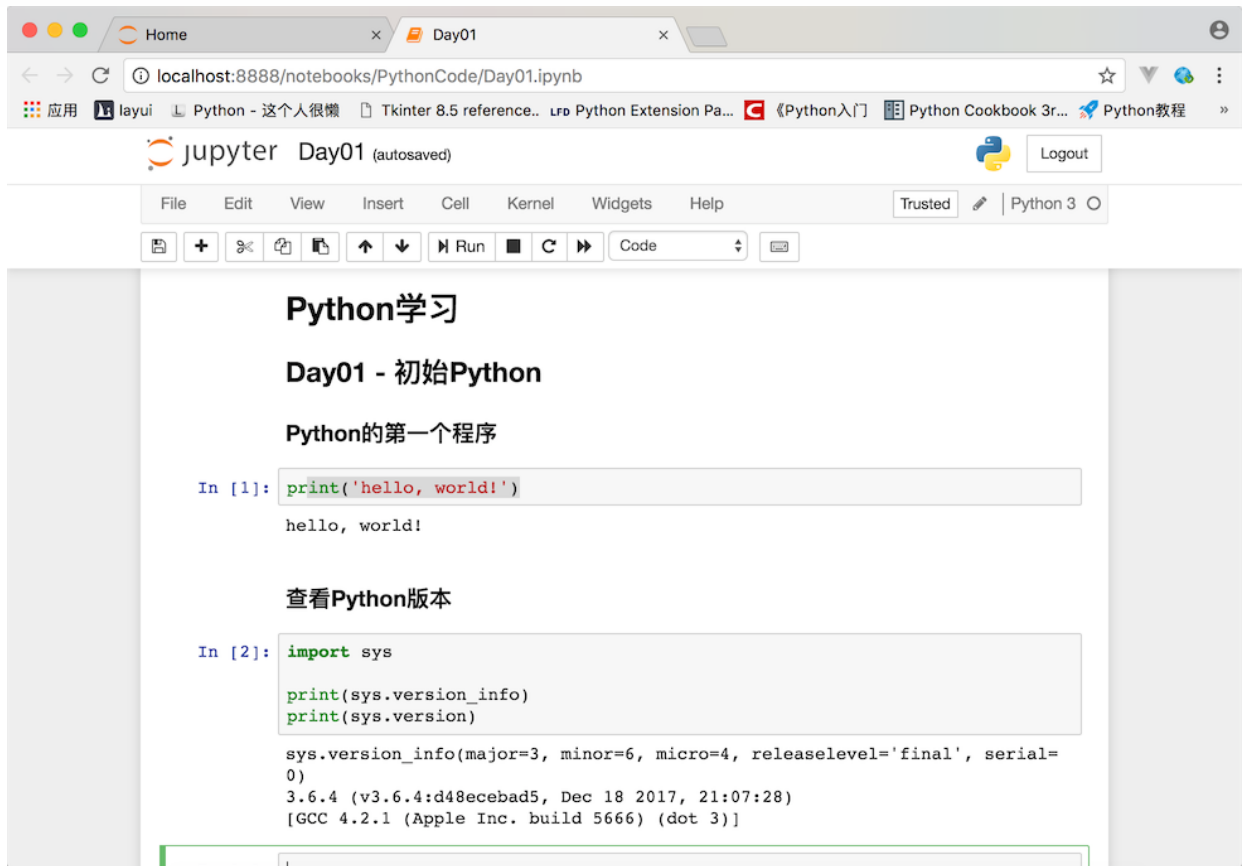 Home
Day01
localhost:8888/notebooks/PythonCode/Day01.ipynb
应用 layui Python - 这个人很懒 Tkinter 8.5 reference... LFD Python Extension Pa... 《Python入门 Python Cookbook 3r... Python教程 »
jupyter Day01 (autosaved) Logout
File Edit View Insert Cell Kernel Widgets Help Trusted Python 3
Run Code
Python学习
Day01 - 初始Python
Python的第一个程序
In [1]: print('hello, world!')
hello, world!
查看Python版本
In [2]: import sys
print(sys.version_info)
print(sys.version)
sys.version_info(major=3, minor=6, micro=4, releaselevel='final', serial=
0)
3.6.4 (v3.6.4:d48ecebad5, Dec 18 2017, 21:07:28)
[GCC 4.2.1 (Apple Inc. build 5666) (dot 3)]